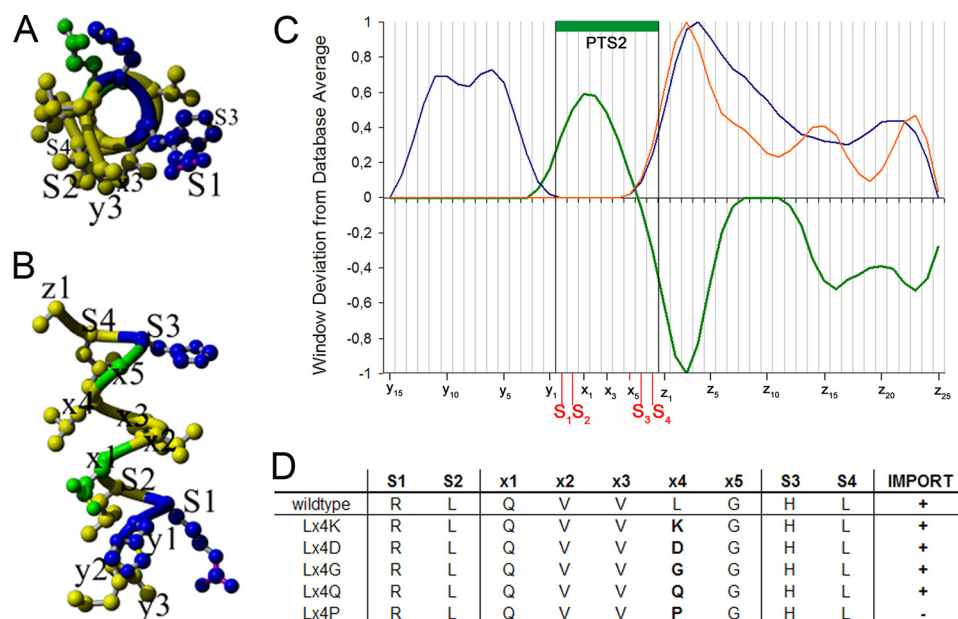 A
S3
S4
S2
x3
S1
y3
B
z1
S4
S3
x5
x4
x3
x2
x1
S2
S1
y1
y2
y3
C
PTS2
Window Deviation from Database Average
1
0,8
0,6
0,4
0,2
0
-0,2
-0,4
-0,6
-0,8
-1
y15 y10 y5 y1 x1 x3 x5 z1 z5 z10 z15 z20 z25
S1 S2 S3 S4
D
S1 S2 x1 x2 x3 x4 x5 S3 S4 IMPORT
wildtype R L Q V V L G H L +
Lx4K R L Q V V K G H L +
Lx4D R L Q V V D G H L +
Lx4G R L Q V V G G H L +
Lx4Q R L Q V V Q G H L +
Lx4P R L Q V V P G H L -